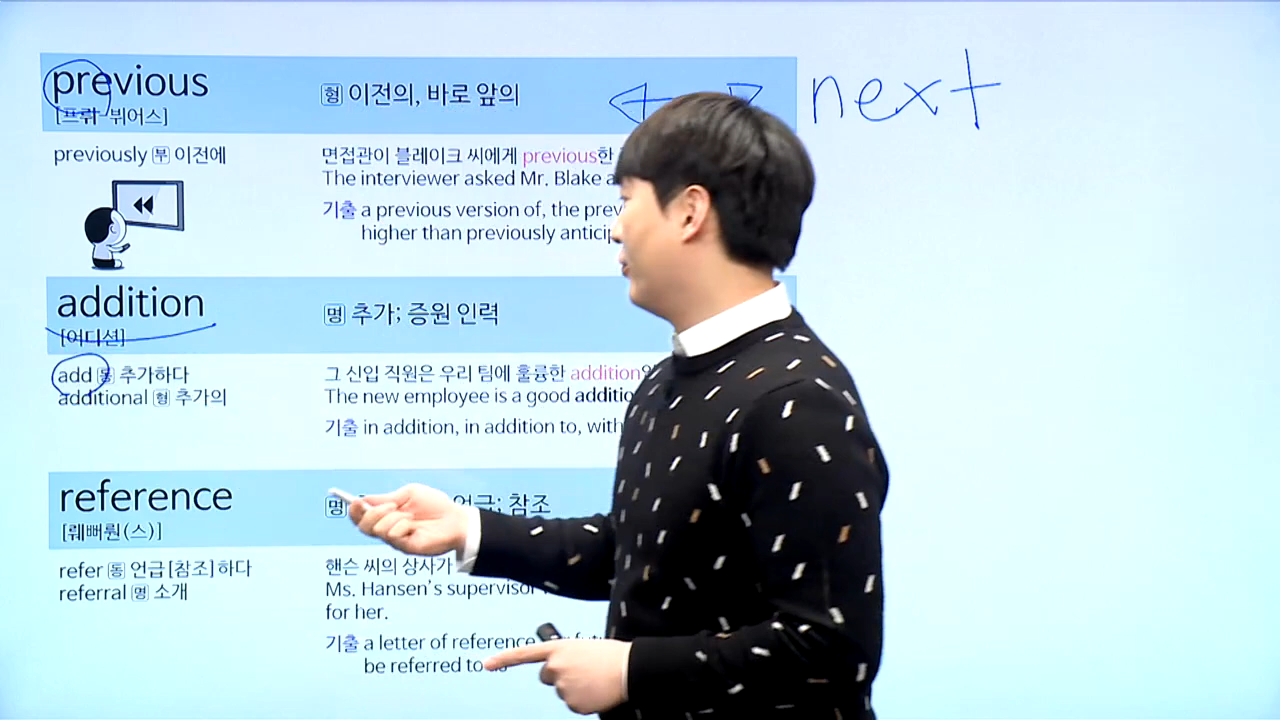 previous
[프뤼-뷔어스]
형 이전의, 바로 앞의
next
previously 부 이전에
면접관이 블레이크 씨에게 previous한
The interviewer asked Mr. Blake
기출 a previous version of, the
higher than previously
addition
[어디션]
명 추가; 증원 인력
add 동 추가하다
additional 형 추가의
그 신입 직원은 우리 팀에 훌륭한 addition
The new employee is a good
기출 in addition, in addition to, with
reference
[뤠뻐뤈(스)]
명 언급; 참조
refer 동 언급[참조]하다
referral 명 소개
핸슨 씨의 상사가
Ms. Hansen's supervisor
for her.
기출 a letter of reference
be referred to as